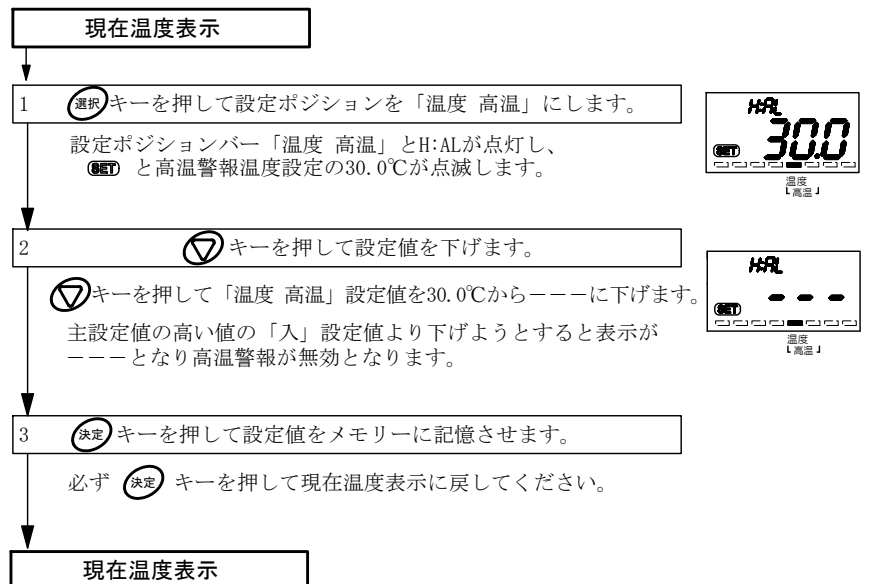 現在温度表示
1 選択キーを押して設定ポジションを「温度 高温」にします。
設定ポジションバー「温度 高温」とH:ALが点灯し、
SET と高温警報温度設定の30.0℃が点滅します。
H:AL
SET 30.0
温度
高温
2 キーを押して設定値を下げます。
キーを押して「温度 高温」設定値を30.0℃から−−−に下げます。
主設定値の高い値の「入」設定値より下げようとすると表示が
−−−となり高温警報が無効となります。
H:AL
SET − − −
温度
高温
3 決定キーを押して設定値をメモリーに記憶させます。
必ず 決定 キーを押して現在温度表示に戻してください。
現在温度表示